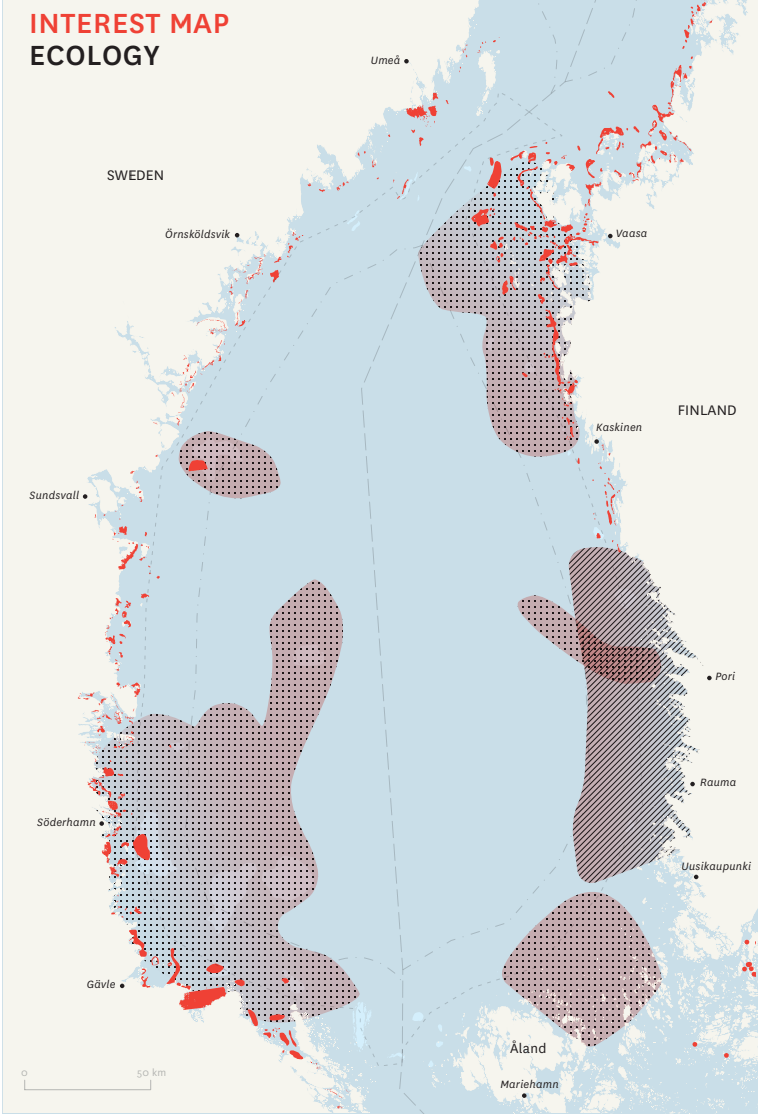 INTEREST MAP
ECOLOGY
Umeå
SWEDEN
Örnsköldsvik
Vaasa
FINLAND
Kaskinen
Sundsvall
Pori
Rauma
Söderhamn
Uusikaupunki
Gävle
Åland
0 50 km
Mariehamn